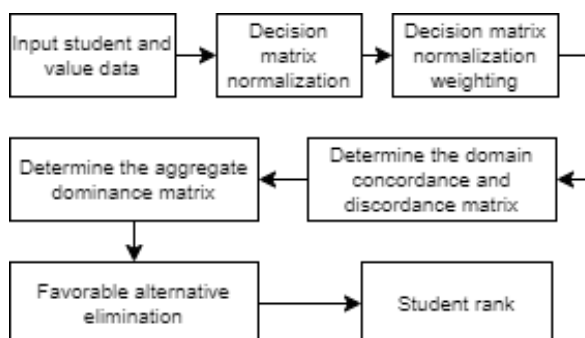 Input student and
value data
Decision
matrix
normalization
Decision matrix
normalization
weighting
Determine the aggregate
dominance matrix
Determine the domain
concordance and
discordance matrix
Favorable alternative
elimination
Student rank